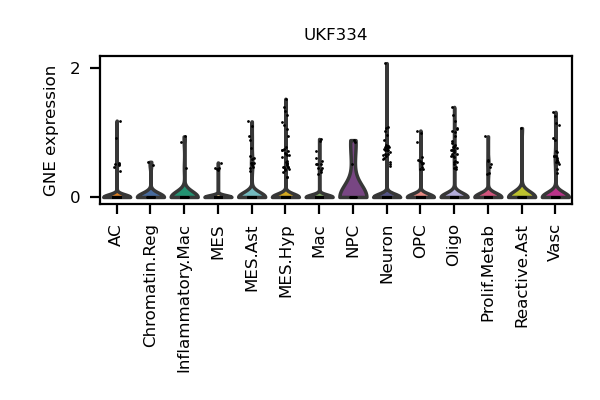 UKF334
GNE expression
2
0
AC
Chromatin.Reg
Inflammatory.Mac
MES
MES.Ast
MES.Hyp
Mac
NPC
Neuron
OPC
Oligo
Prolif.Metab
Reactive.Ast
Vasc